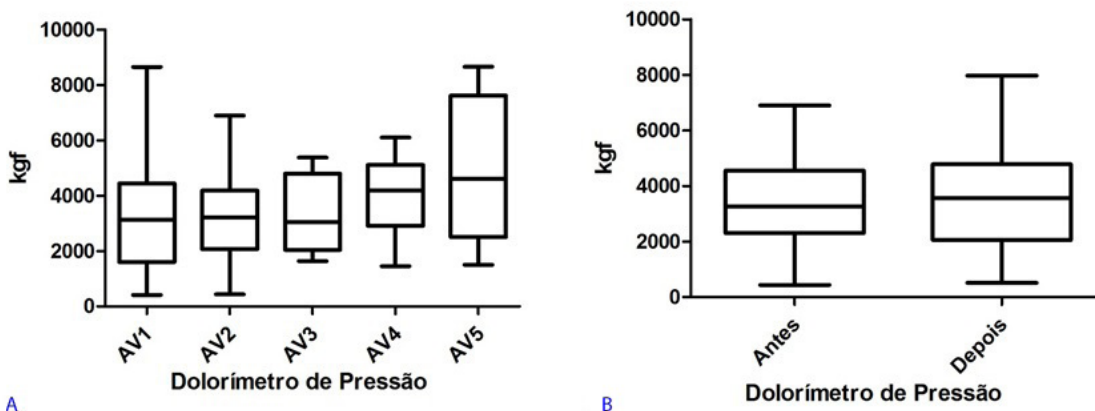 10000
8000
6000
4000
2000
0
kgf
AV1
AV2
AV3
AV4
AV5
Dolorímetro de Pressão
A
10000
8000
6000
4000
2000
0
kgf
Antes
Depois
Dolorímetro de Pressão
B